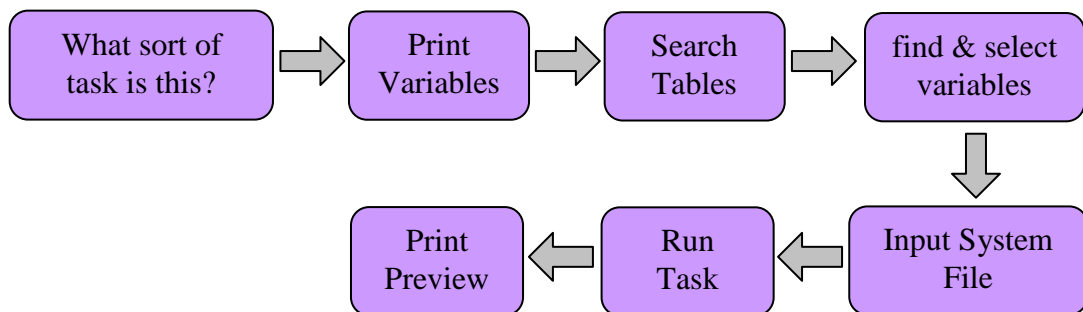 What sort of
task is this?
Print
Variables
Search
Tables
find & select
variables
Input System
File
Run
Task
Print
Preview